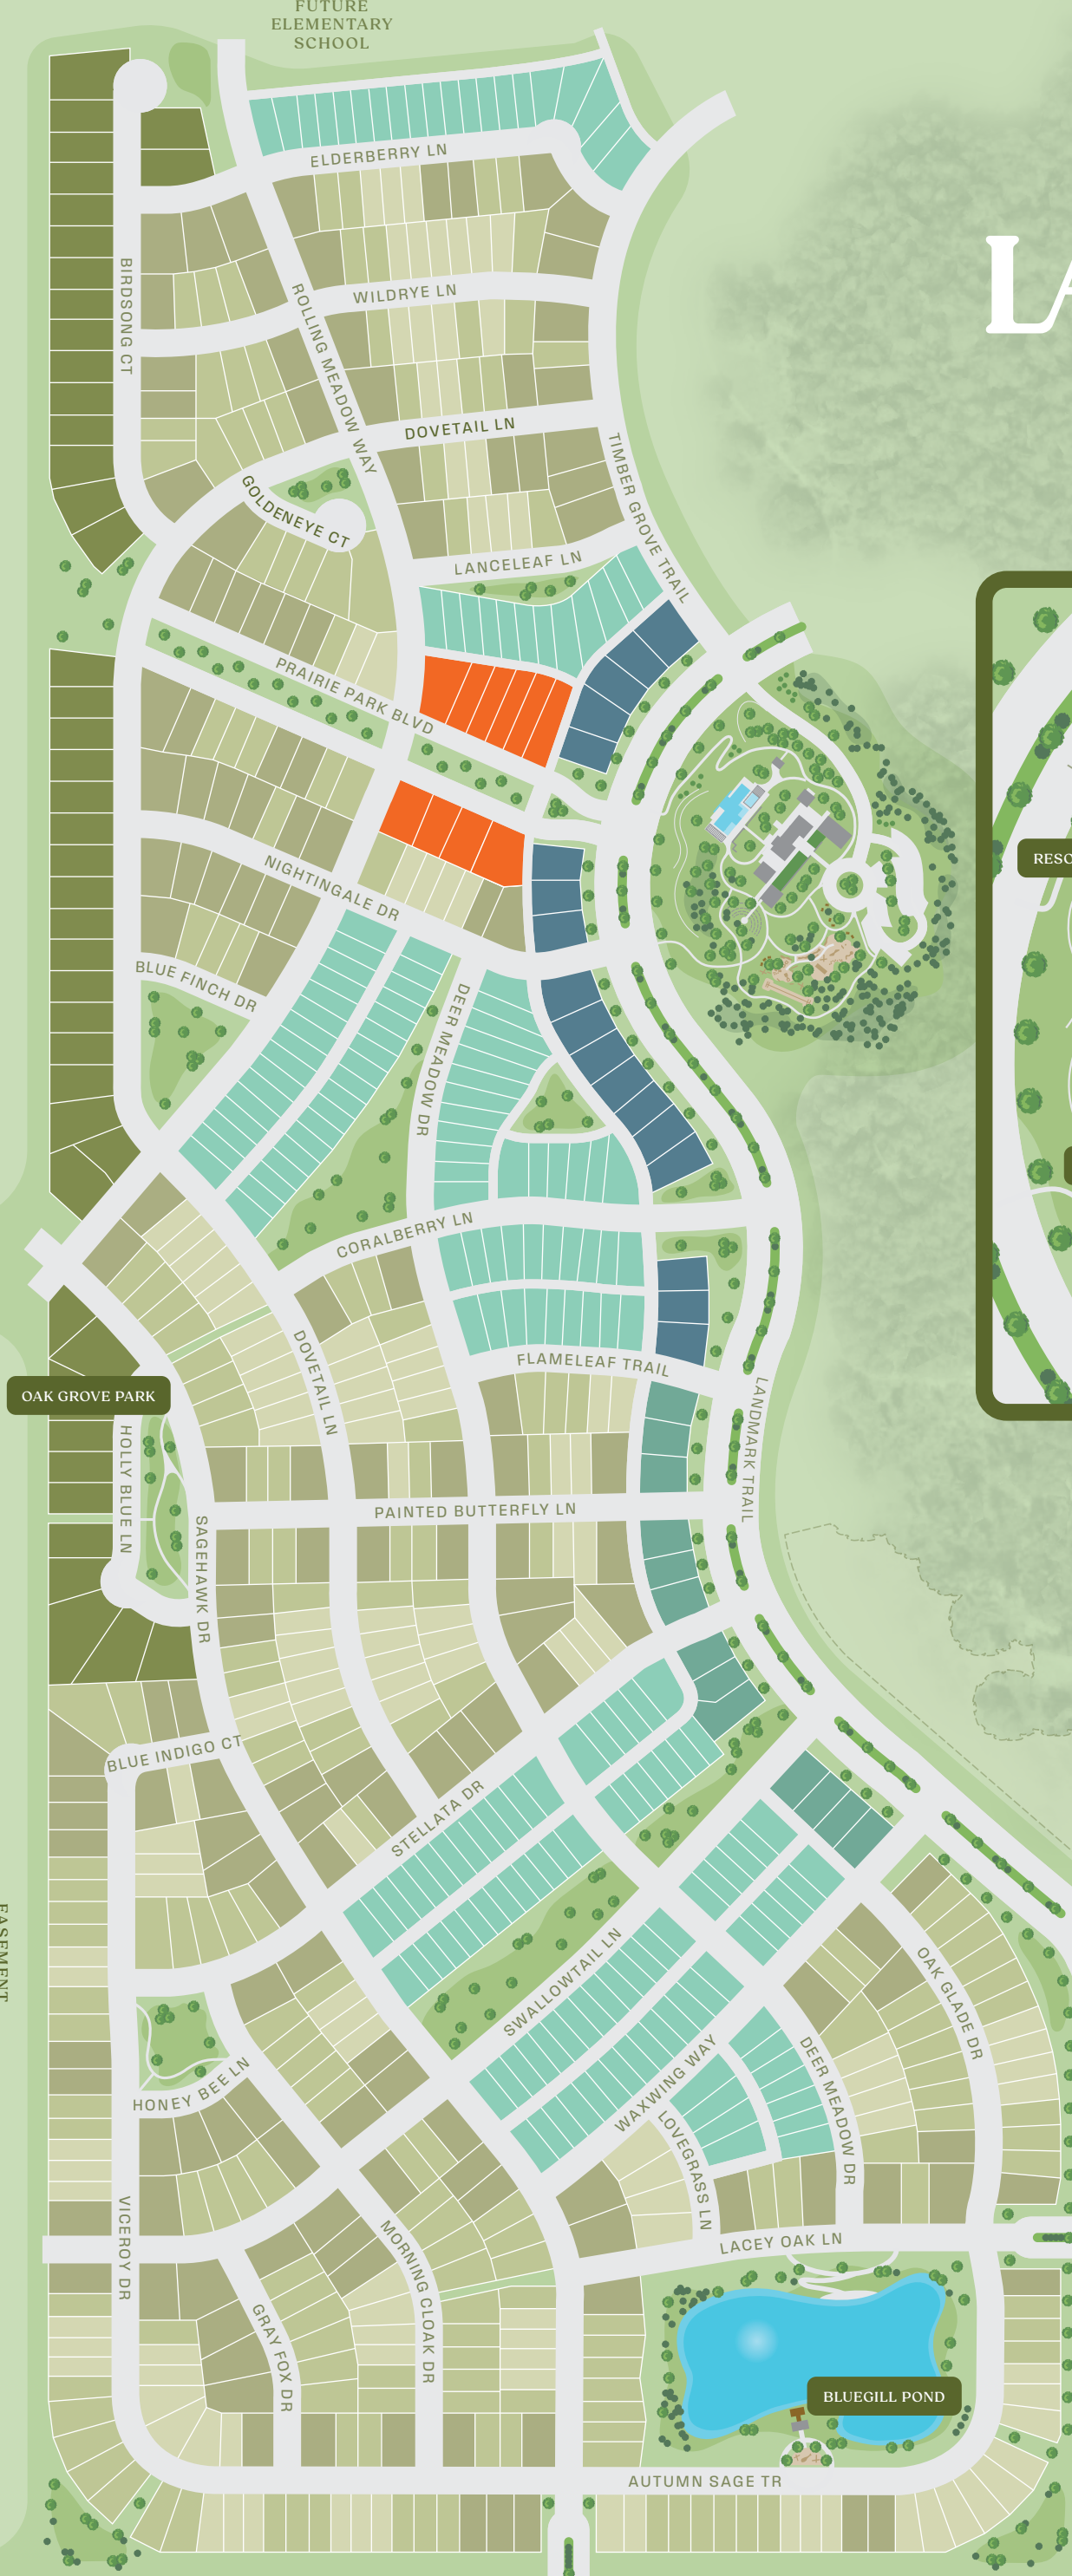 FUTURE
ELEMENTARY
SCHOOL
ELDERBERRY LN
BIRDSONG CT
ROLLING MEADOW WAY
WILDRYE LN
LA
DOVETAIL LN
GOLDENEYE CT
TIMBER GROVE TRAIL
LANCELEAF LN
PRAIRIE PARK BLVD
NIGHTINGALE DR
RESO
BLUE FINCH DR
DEER MEADOW DR
CORALBERRY LN
DOVETAIL LN
FLAMELEAF TRAIL
OAK GROVE PARK
LANDMARK TRAIL
HOLLY BLUE LN
PAINTED BUTTERFLY LN
SAGEHAWK DR
BLUE INDIGO CT
STELLATA DR
EASEMENT
SWALLOWTAIL LN
OAK GLADE DR
HONEY BEE LN
WAXWING WAY
DEER MEADOW DR
LOVEGRASS LN
VICEROY DR
MORNING CLOAK DR
LACEY OAK LN
GRAY FOX DR
BLUEGILL POND
AUTUMN SAGE TR